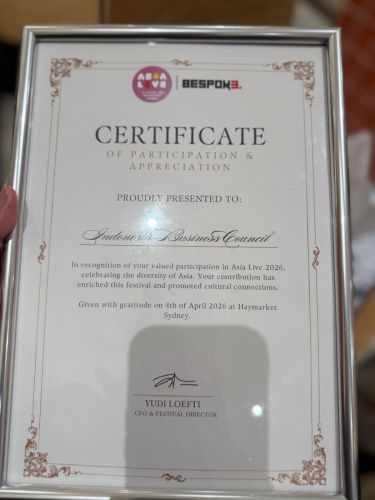 ASIA
LOVE
BESPOK3.
CERTIFICATE
OF PARTICIPATION &
APPRECIATION
PROUDLY PRESENTED TO:
Indonesia Business Council
In recognition of your valued participation in Asia Live 2026,
celebrating the diversity of Asia. Your contribution has
enriched this festival and promoted cultural connections.
Given with gratitude on 4th of April 2026 at Haymarket
Sydney.
YUDI LOEFTI
CEO & FESTIVAL DIRECTOR